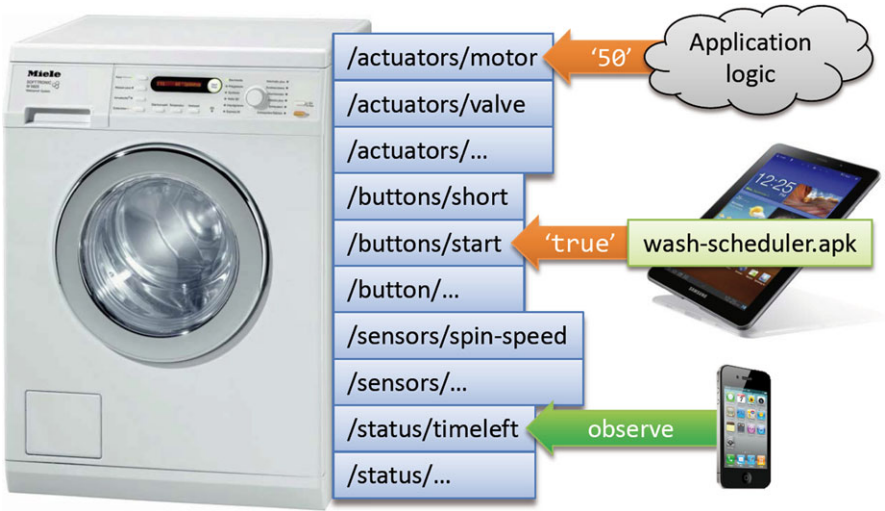 Miele
/actuators/motor
‘50’
Application
logic
/actuators/valve
/actuators/...
/buttons/short
/buttons/start
‘true’
wash-scheduler.apk
/button/...
/sensors/spin-speed
/sensors/...
/status/timeleft
observe
/status/...
12:25
SAMSUNG